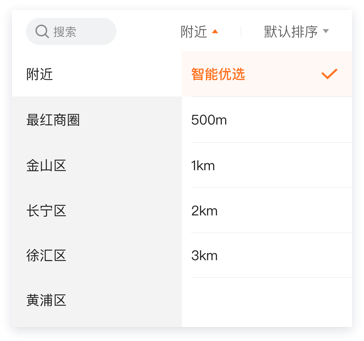 搜索 附近 默认排序
附近 智能优选
最红商圈 500m
金山区 1km
长宁区 2km
徐汇区 3km
黄浦区